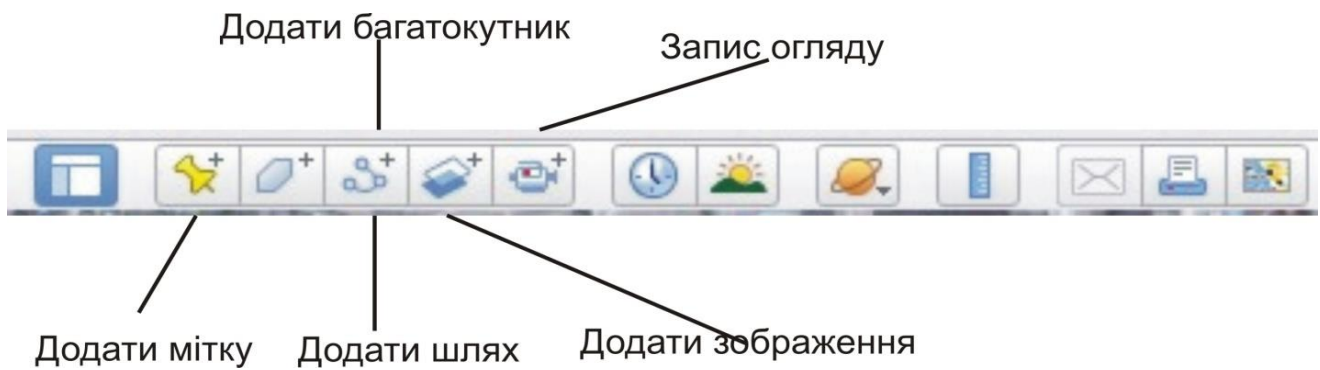 Додати багатокутник
Запис огляду
Додати мітку
Додати шлях
Додати зображення